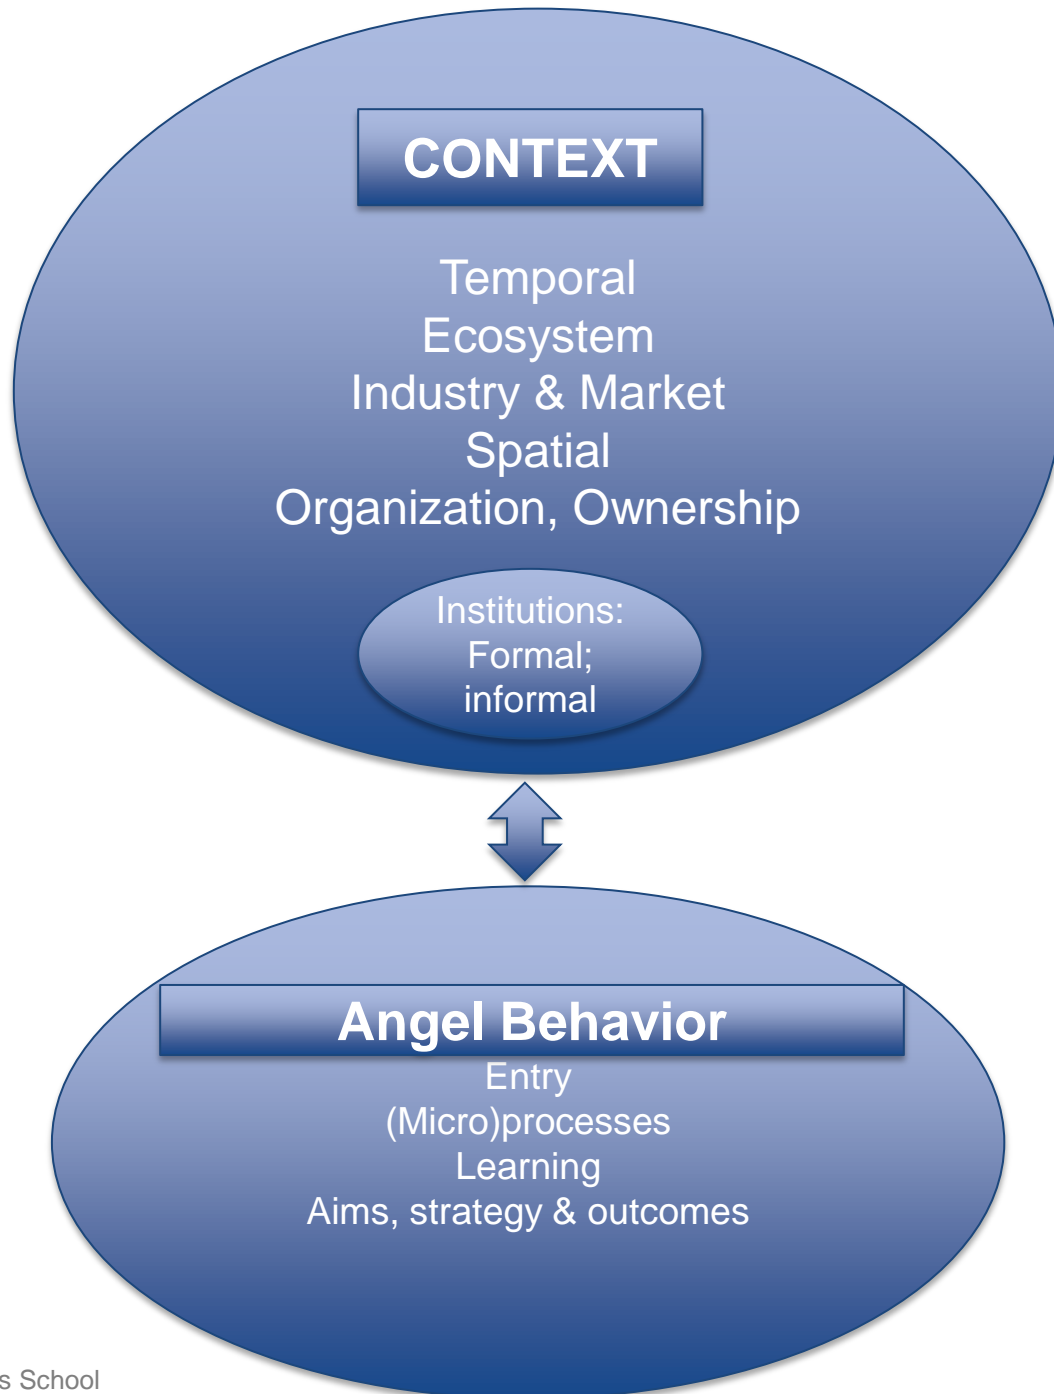 CONTEXT
Temporal
Ecosystem
Industry & Market
Spatial
Organization, Ownership
Institutions:
Formal;
informal
Angel Behavior
Entry
(Micro)processes
Learning
Aims, strategy & outcomes
s School